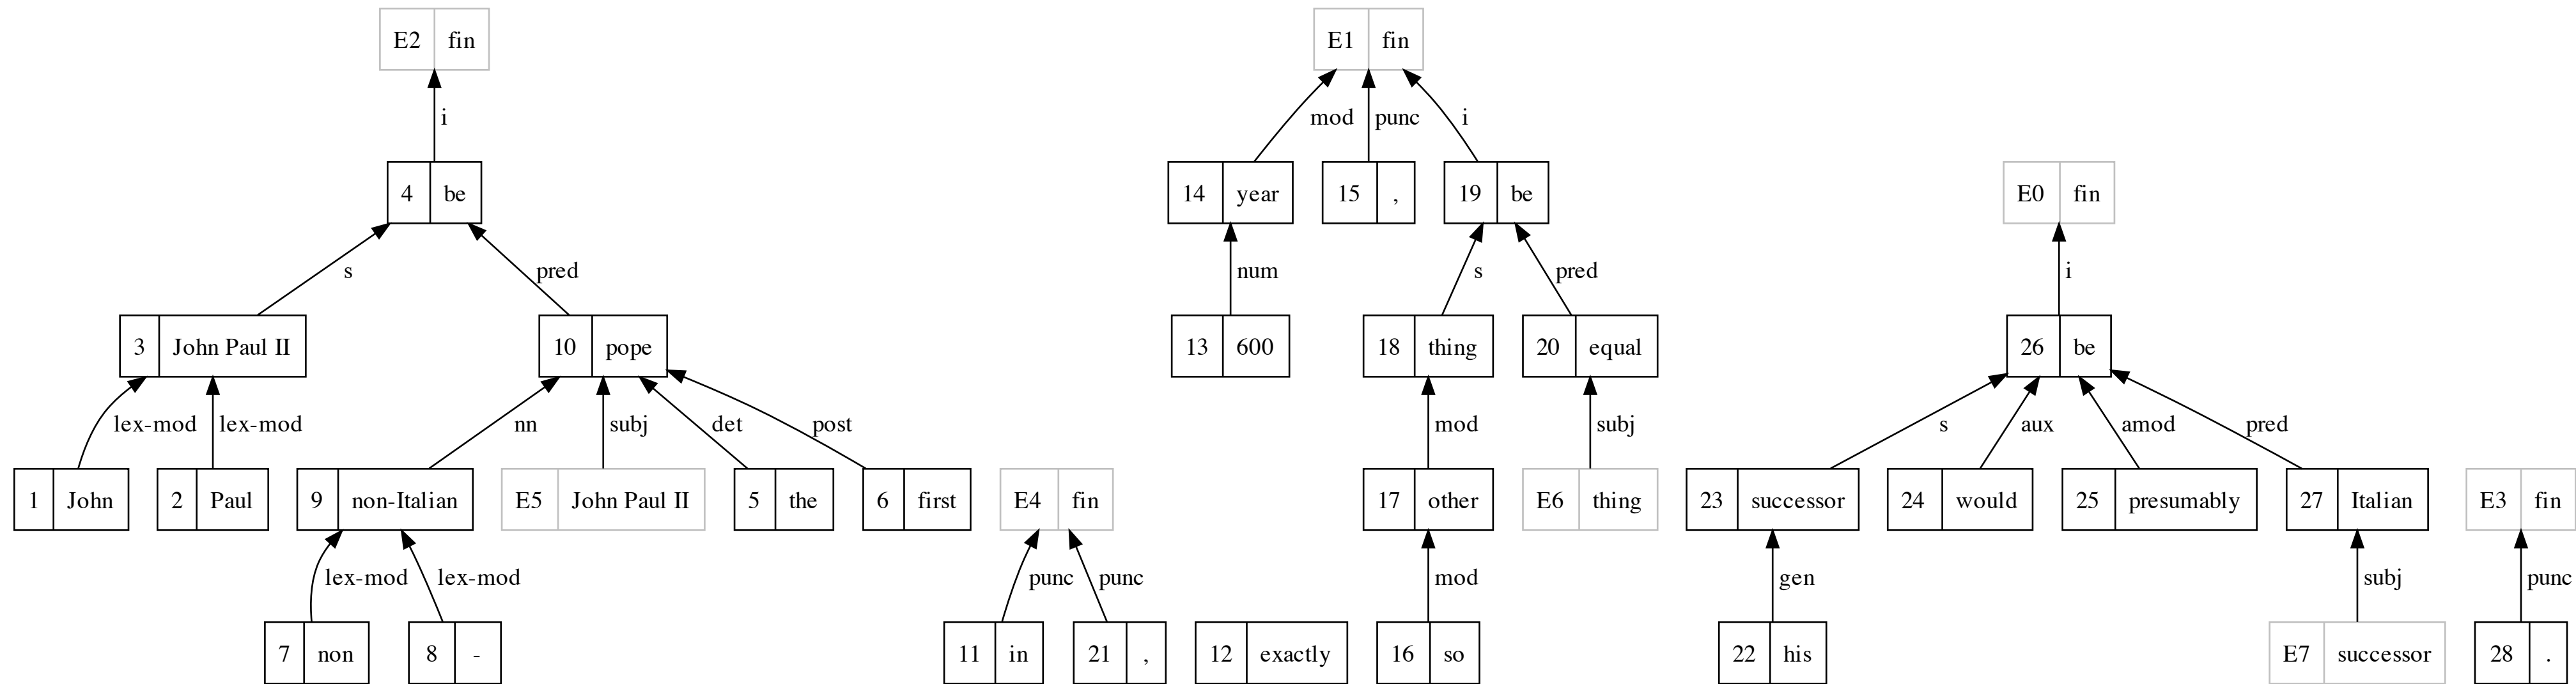 E2 fin E1 fin
i mod punc i
4 be 14 year 15 , 19 be E0 fin
s pred num s pred i
3 John Paul II 10 pope 13 600 18 thing 20 equal 26 be
lex-mod lex-mod nn subj det post mod subj s aux amod pred
1 John 2 Paul 9 non-Italian E5 John Paul II 5 the 6 first E4 fin 17 other E6 thing 23 successor 24 would 25 presumably 27 Italian E3 fin
lex-mod lex-mod punc punc mod gen subj punc
7 non 8 - 11 in 21 , 12 exactly 16 so 22 his E7 successor 28 .